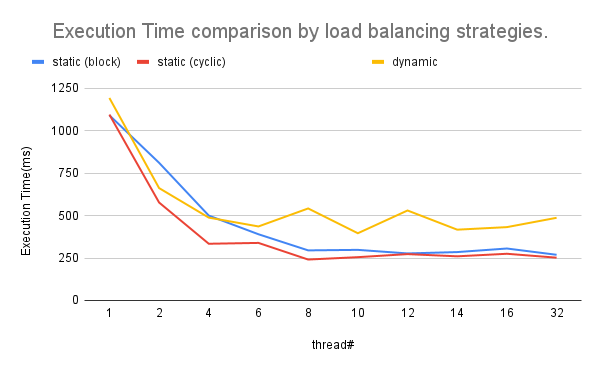 Execution Time comparison by load balancing strategies.
static (block) static (cyclic) dynamic
1250
1000
750
500
250
0
Execution Time(ms)
1 2 4 6 8 10 12 14 16 32
thread#